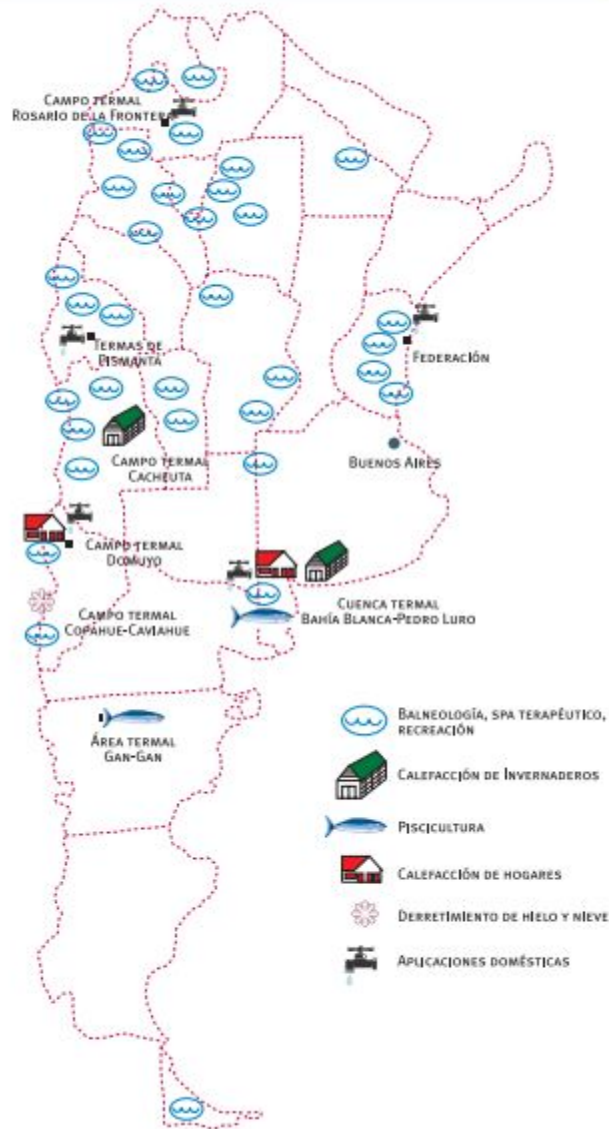 Campo termal
Rosario de la Frontera
Termas de
Pismanta
Federación
Buenos Aires
Campo termal
Cacheuta
Campo termal
Domuyo
Campo termal
Copahue-Caviahue
Cuenca termal
Bahía Blanca-Pedro Luro
Área termal
Gan-Gan
Balneología, spa terapéutico,
recreación
Calefacción de Invernaderos
Piscicultura
Calefacción de hogares
Derretimiento de hielo y nieve
Aplicaciones domésticas